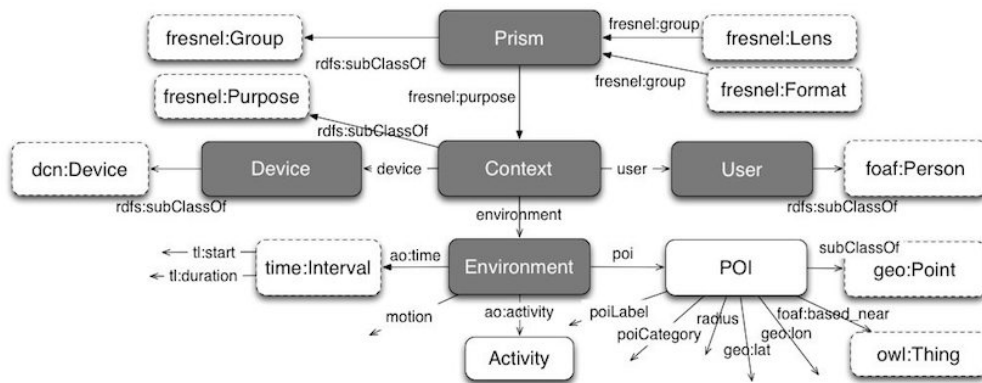 fresnel:Group
Prism
fresnel:group
fresnel:Lens
rdfs:subClassOf
fresnel:group
fresnel:Format
fresnel:Purpose
fresnel:purpose
rdfs:subClassOf
dcn:Device
Device
device
Context
user
User
foaf:Person
rdfs:subClassOf
rdfs:subClassOf
environment
tl:start
tl:duration
time:Interval
ao:time
Environment
poi
POI
subClassOf
geo:Point
motion
ao:activity
poiLabel
poiCategory
radius
geo:lat
geo:lon
foaf:based_near
Activity
owl:Thing